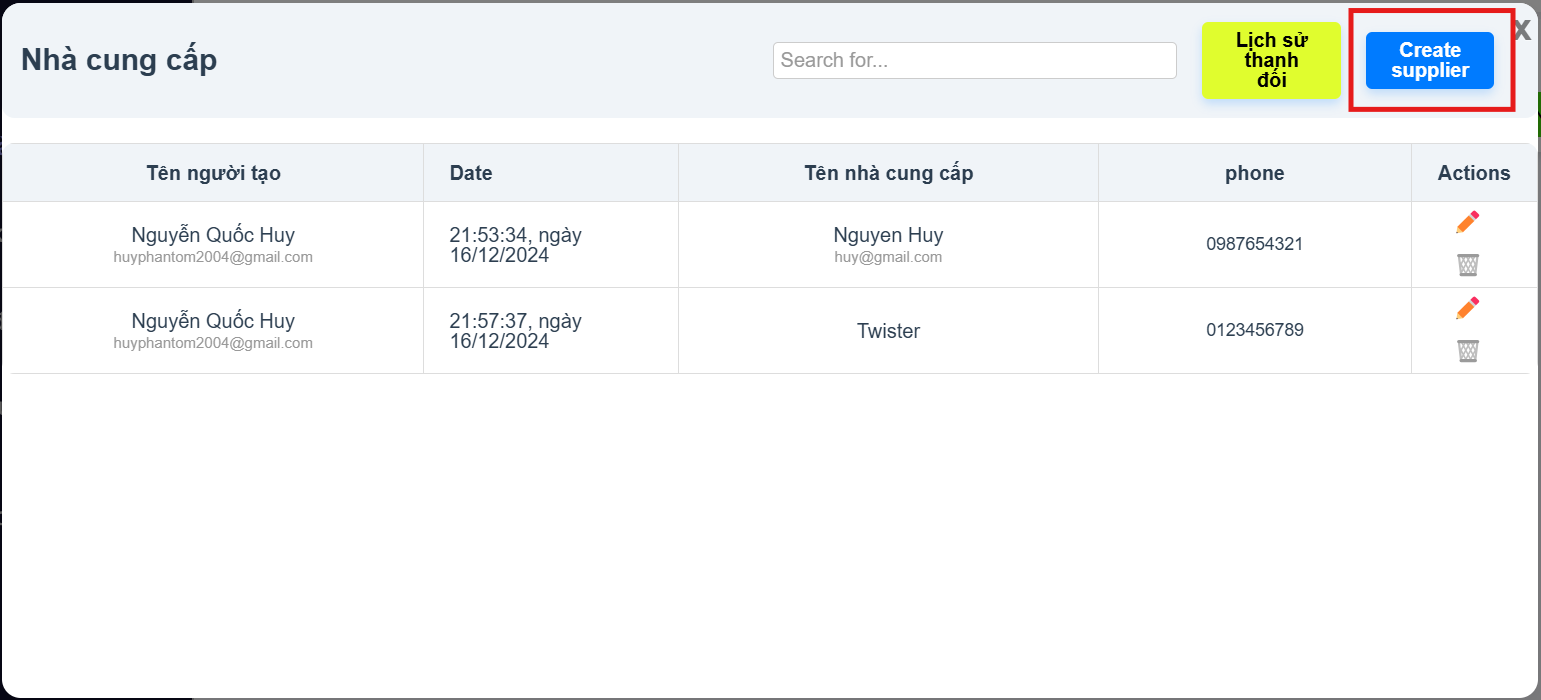 Nhà cung cấp
Search for...
Lịch sử
thanh
đối
Create
supplier
X
Tên người tạo
Date
Tên nhà cung cấp
phone
Actions
Nguyễn Quốc Huy
huyphantom2004@gmail.com
21:53:34, ngày
16/12/2024
Nguyen Huy
huy@gmail.com
0987654321
Nguyễn Quốc Huy
huyphantom2004@gmail.com
21:57:37, ngày
16/12/2024
Twister
0123456789